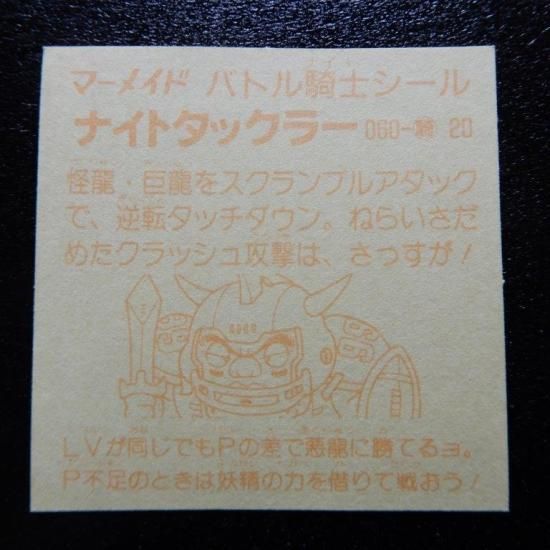 マーメイド バトル騎士シール
ナイトタックラー 060-騎 20
怪龍・巨龍をスクランブルアタック
で、逆転タッチダウン。ねらいさだ
めたクラッシュ攻撃は、さっすが!
LVが同じでもPの差で悪龍に勝てるヨ。
P不足のときは妖精の力を借りて戦おう!